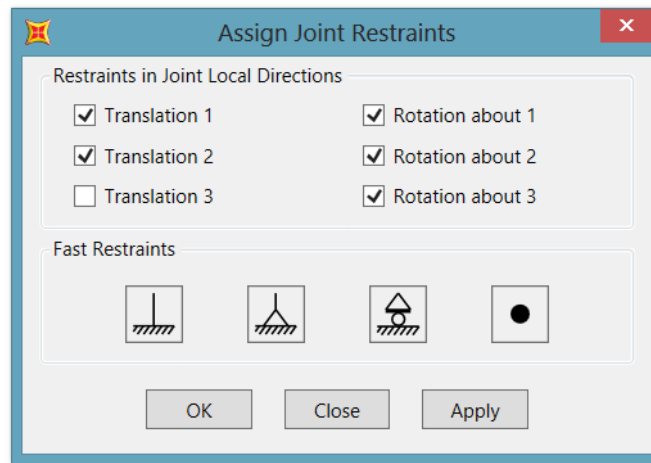 Assign Joint Restraints
Restraints in Joint Local Directions
Translation 1
Rotation about 1
Translation 2
Rotation about 2
Translation 3
Rotation about 3
Fast Restraints
OK
Close
Apply